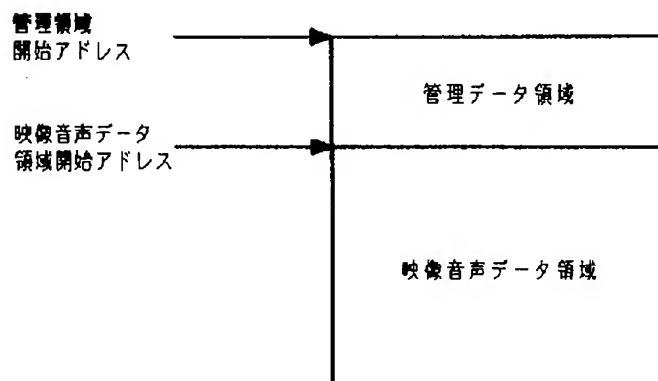 管理領域
開始アドレス
管理データ領域
映像音声データ
領域開始アドレス
映像音声データ領域